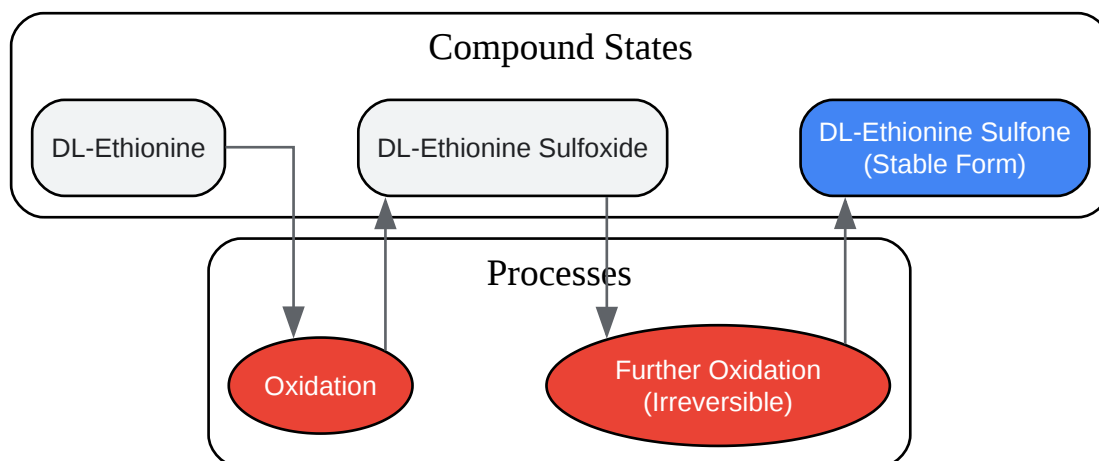 Compound States
DL-Ethionine
DL-Ethionine Sulfoxide
DL-Ethionine Sulfone
(Stable Form)
Processes
Oxidation
Further Oxidation
(Irreversible)